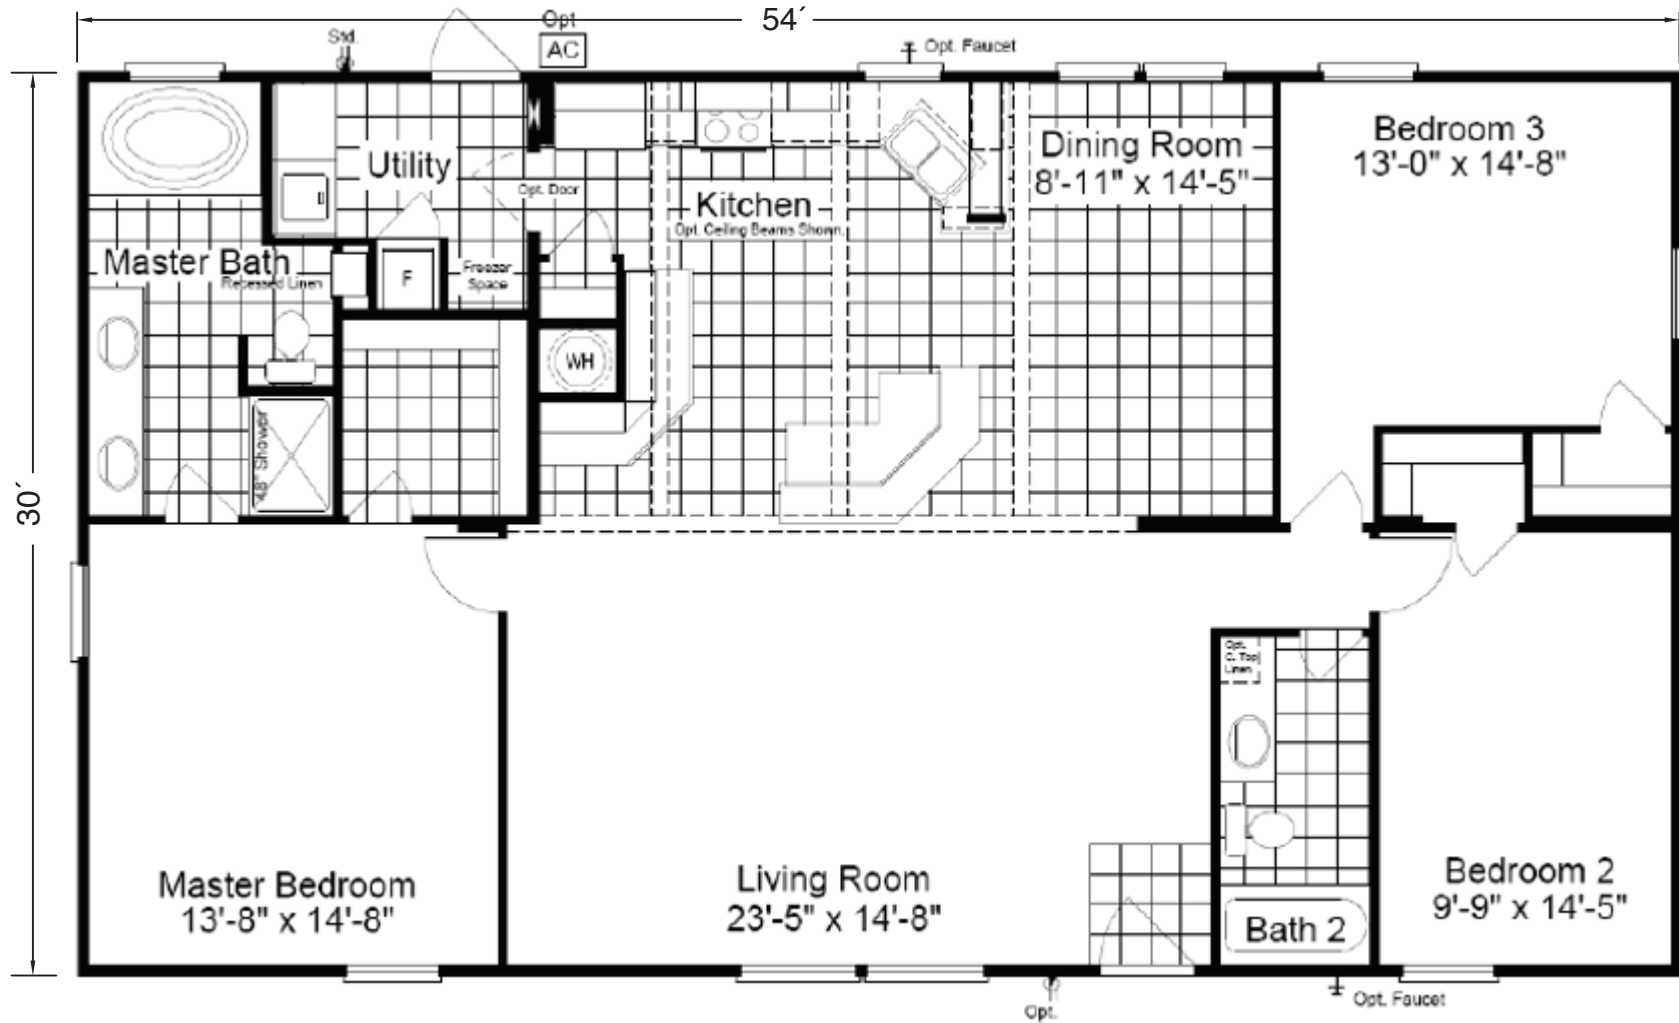 54´
Std.
Opt
AC
Opt. Faucet
30´
Utility
Opt. Door
Kitchen
Opt. Ceiling Beams Shown.
Dining Room
8'-11" x 14'-5"
Bedroom 3
13'-0" x 14'-8"
Master Bath
Recessed Linen
F
Freezer
Space
WH
48" Shower
Opt.
C. Top
Linen
Master Bedroom
13'-8" x 14'-8"
Living Room
23'-5" x 14'-8"
Bath 2
Bedroom 2
9'-9" x 14'-5"
Opt.
Opt. Faucet